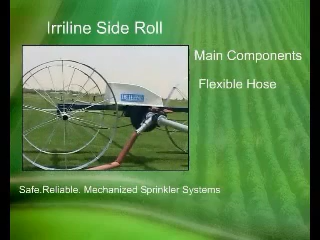 Irriline Side Roll
Main Components
Flexible Hose
Safe.Reliable. Mechanized Sprinkler Systems